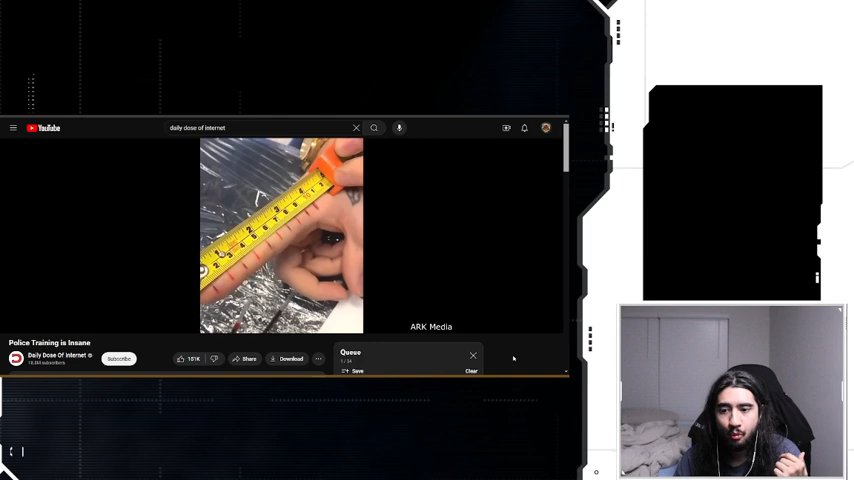 YouTube
daily dose of internet
ARK Media
Police Training is Insane
Daily Dose Of Internet
Subscribe
181K
Share
Download
Queue
Save
Clear